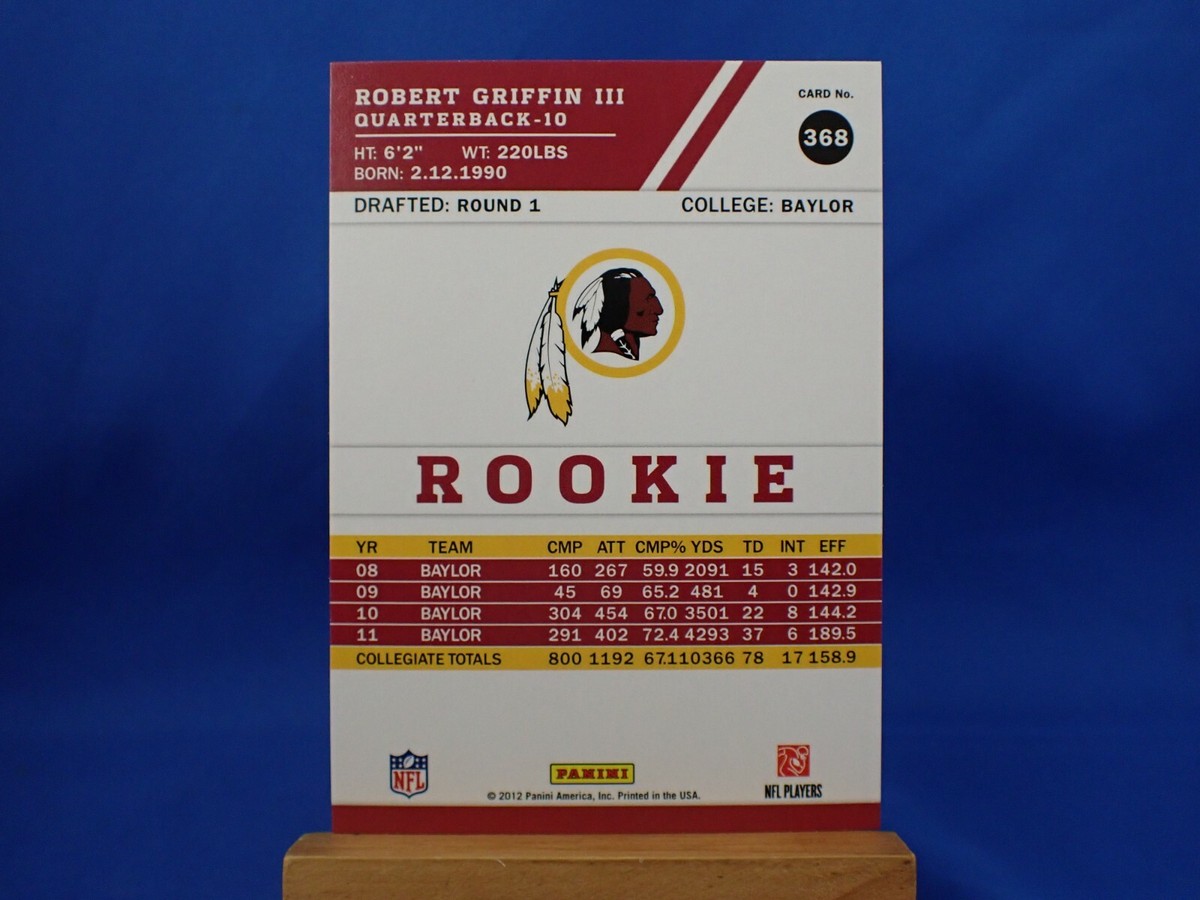 ROBERT GRIFFIN III
CARD No.
QUARTERBACK-10
368
HT: 6'2" WT: 220LBS
BORN: 2.12.1990
DRAFTED: ROUND 1 COLLEGE: BAYLOR
ROOKIE
YR TEAM CMP ATT CMP% YDS TD INT EFF
08 BAYLOR 160 267 59.9 2091 15 3 142.0
09 BAYLOR 45 69 65.2 481 4 0 142.9
10 BAYLOR 304 454 67.0 3501 22 8 144.2
11 BAYLOR 291 402 72.4 4293 37 6 189.5
COLLEGIATE TOTALS 800 1192 67.1 10366 78 17 158.9
NFL
PANINI
NFL PLAYERS
© 2012 Panini America, Inc. Printed in the USA.